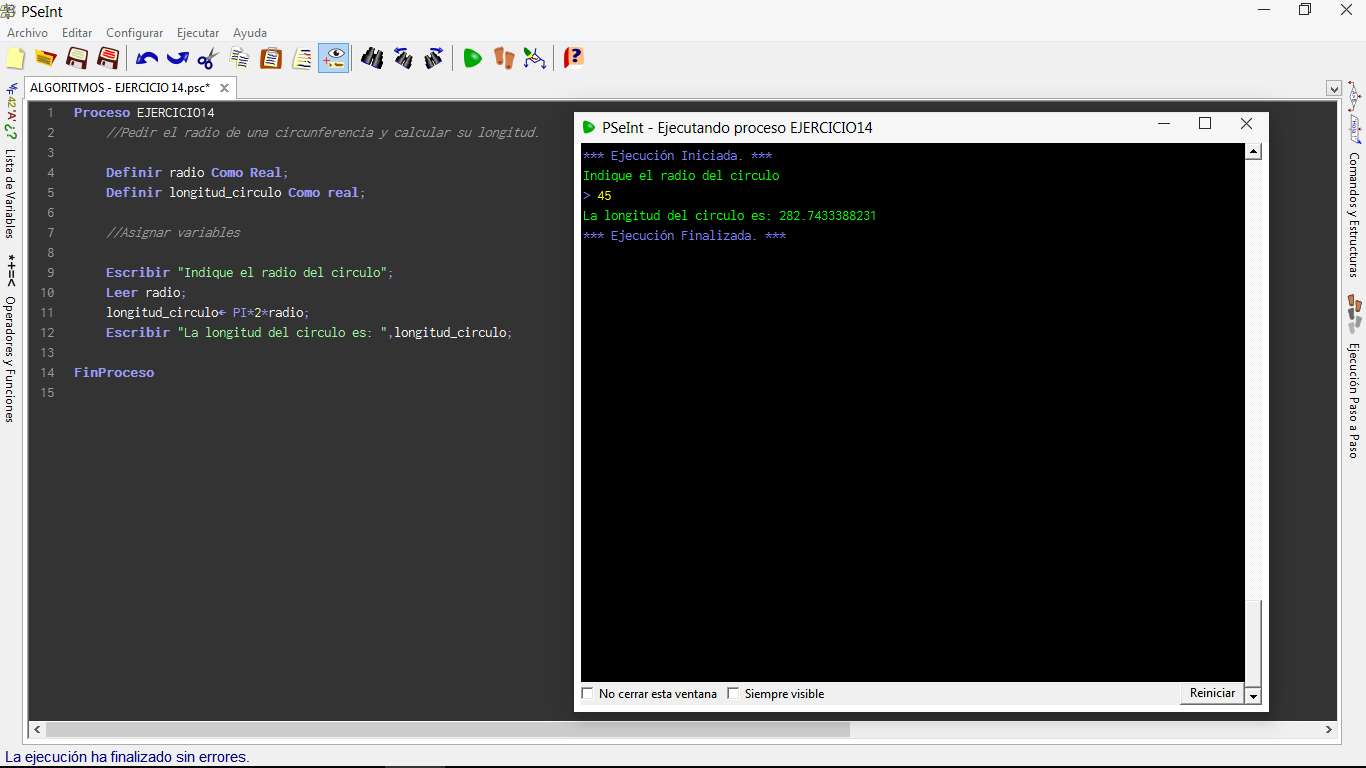 PSeInt
Archivo Editar Configurar Ejecutar Ayuda
ALGORITMOS - EJERCICIO 14.psc*
1 Proceso EJERCICIO14
2 //Pedir el radio de una circunferencia y calcular su longitud.
3
4 Definir radio Como Real;
5 Definir longitud_circulo Como real;
6
7 //Asignar variables
8
9 Escribir "Indique el radio del circulo";
10 Leer radio;
11 longitud_circulo← PI*2*radio;
12 Escribir "La longitud del circulo es: ",longitud_circulo;
13
14 FinProceso
15
PSeInt - Ejecutando proceso EJERCICIO14
*** Ejecución Iniciada. ***
Indique el radio del circulo
> 45
La longitud del circulo es: 282.7433388231
*** Ejecución Finalizada. ***
No cerrar esta ventana Siempre visible Reiniciar
42 'A' ¿?
Lista de Variables
*+=<
Operadores y Funciones
Comandos y Estructuras
Ejecución Paso a Paso
La ejecución ha finalizado sin errores.